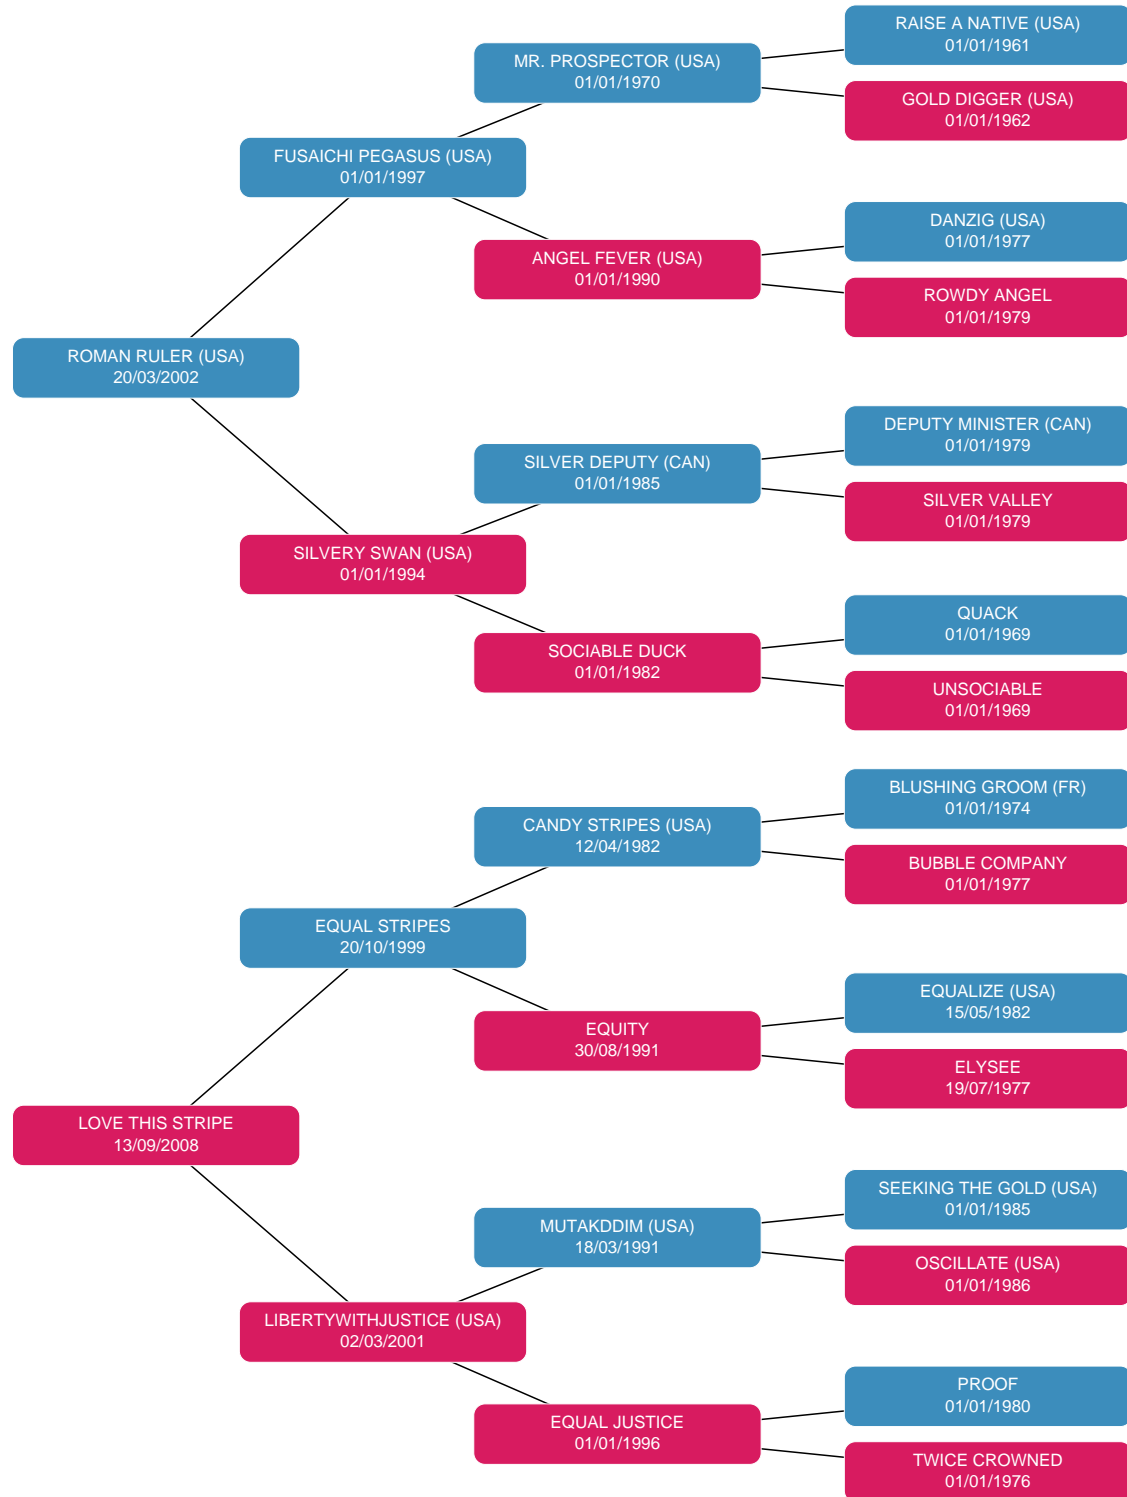 RAISE A NATIVE (USA)
01/01/1961
MR. PROSPECTOR (USA)
01/01/1970
GOLD DIGGER (USA)
01/01/1962
FUSAICHI PEGASUS (USA)
01/01/1997
DANZIG (USA)
01/01/1977
ANGEL FEVER (USA)
01/01/1990
ROWDY ANGEL
01/01/1979
ROMAN RULER (USA)
20/03/2002
DEPUTY MINISTER (CAN)
01/01/1979
SILVER DEPUTY (CAN)
01/01/1985
SILVER VALLEY
01/01/1979
SILVERY SWAN (USA)
01/01/1994
QUACK
01/01/1969
SOCIABLE DUCK
01/01/1982
UNSOCIABLE
01/01/1969
BLUSHING GROOM (FR)
01/01/1974
CANDY STRIPES (USA)
12/04/1982
BUBBLE COMPANY
01/01/1977
EQUAL STRIPES
20/10/1999
EQUALIZE (USA)
15/05/1982
EQUITY
30/08/1991
ELYSEE
19/07/1977
LOVE THIS STRIPE
13/09/2008
SEEKING THE GOLD (USA)
01/01/1985
MUTAKDDIM (USA)
18/03/1991
OSCILLATE (USA)
01/01/1986
LIBERTYWITHJUSTICE (USA)
02/03/2001
PROOF
01/01/1980
EQUAL JUSTICE
01/01/1996
TWICE CROWNED
01/01/1976